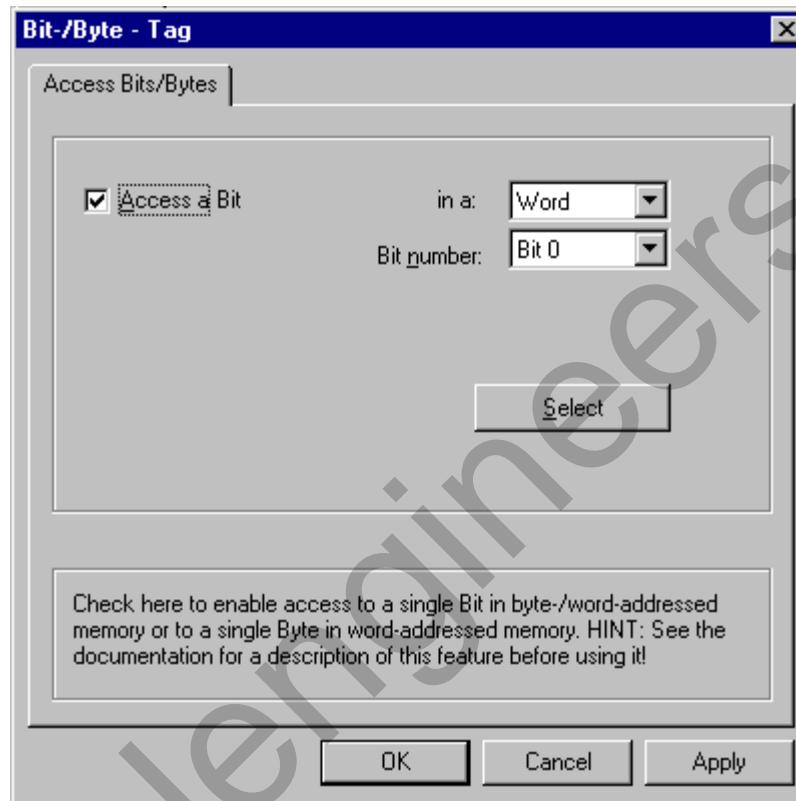 Bit-/Byte - Tag
Access Bits/Bytes
Access a Bit in a: Word
Bit number: Bit 0
Select
Check here to enable access to a single Bit in byte-/word-addressed
memory or to a single Byte in word-addressed memory. HINT: See the
documentation for a description of this feature before using it!
OK Cancel Apply
lengineers